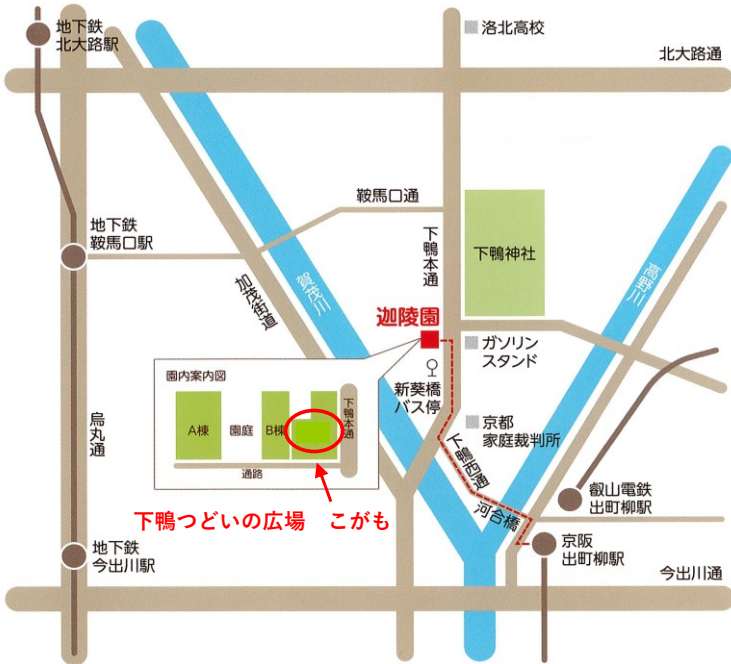 地下鉄
北大路駅
洛北高校
北大路通
鞍馬口通
地下鉄
鞍馬口駅
下鴨本通
下鴨神社
高野川
賀茂川
加茂街道
迦陵園
ガソリン
スタンド
新葵橋
バス停
園内案内図
A棟
園庭
B棟
下鴨本通
通路
京都
家庭裁判所
烏丸通
下鴨西通
叡山電鉄
出町柳駅
河合橋
下鴨つどいの広場 こがも
京阪
出町柳駅
地下鉄
今出川駅
今出川通